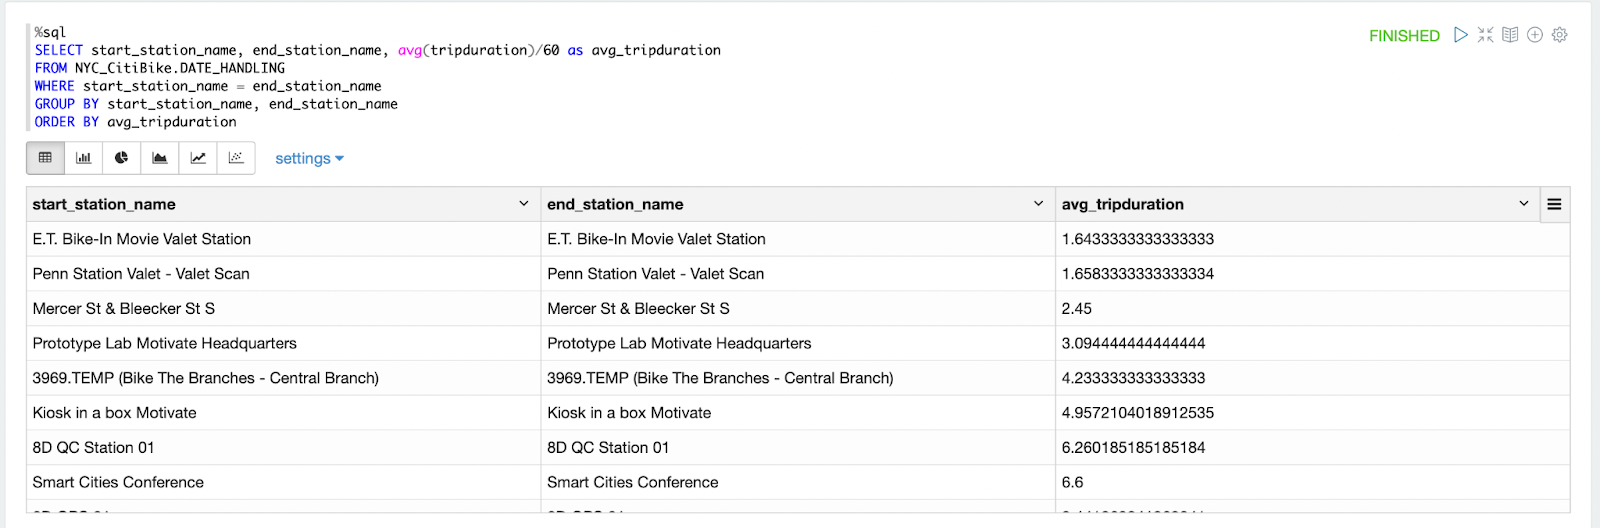 %sql
SELECT start_station_name, end_station_name, avg(tripduration)/60 as avg_tripduration
FROM NYC_CitiBike.DATE_HANDLING
WHERE start_station_name = end_station_name
GROUP BY start_station_name, end_station_name
ORDER BY avg_tripduration
FINISHED
settings
start_station_name end_station_name avg_tripduration
E.T. Bike-In Movie Valet Station E.T. Bike-In Movie Valet Station 1.6433333333333333
Penn Station Valet - Valet Scan Penn Station Valet - Valet Scan 1.6583333333333334
Mercer St & Bleecker St S Mercer St & Bleecker St S 2.45
Prototype Lab Motivate Headquarters Prototype Lab Motivate Headquarters 3.094444444444444
3969.TEMP (Bike The Branches - Central Branch) 3969.TEMP (Bike The Branches - Central Branch) 4.233333333333333
Kiosk in a box Motivate Kiosk in a box Motivate 4.9572104018912535
8D QC Station 01 8D QC Station 01 6.260185185185184
Smart Cities Conference Smart Cities Conference 6.6